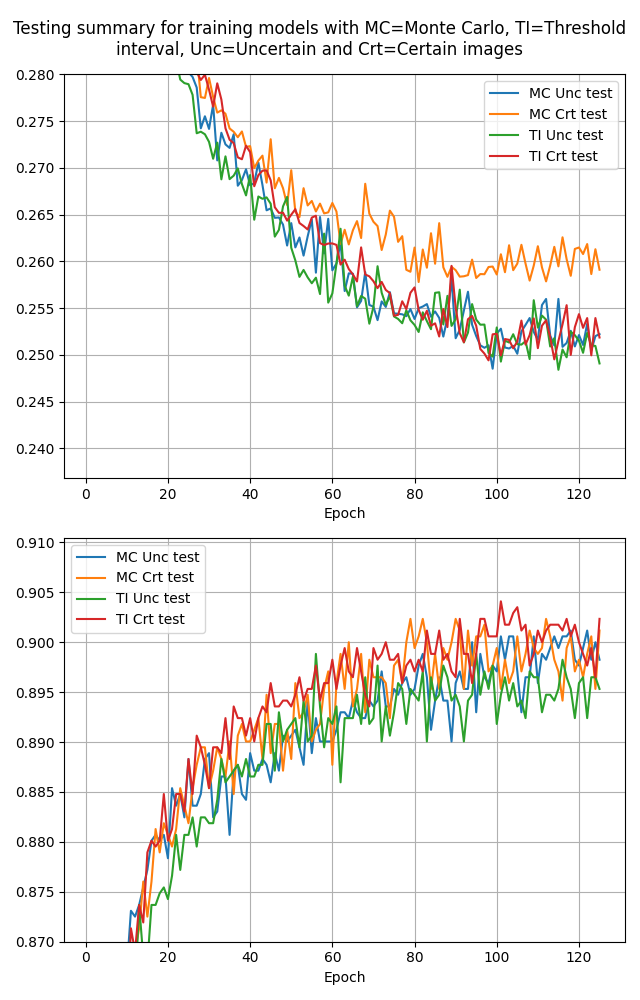 Testing summary for training models with MC=Monte Carlo, TI=Threshold
interval, Unc=Uncertain and Crt=Certain images
0.280
0.275
0.270
0.265
0.260
0.255
0.250
0.245
0.240
MC Unc test
MC Crt test
TI Unc test
TI Crt test
0 20 40 60 80 100 120
Epoch
0.910
0.905
0.900
0.895
0.890
0.885
0.880
0.875
0.870
MC Unc test
MC Crt test
TI Unc test
TI Crt test
0 20 40 60 80 100 120
Epoch